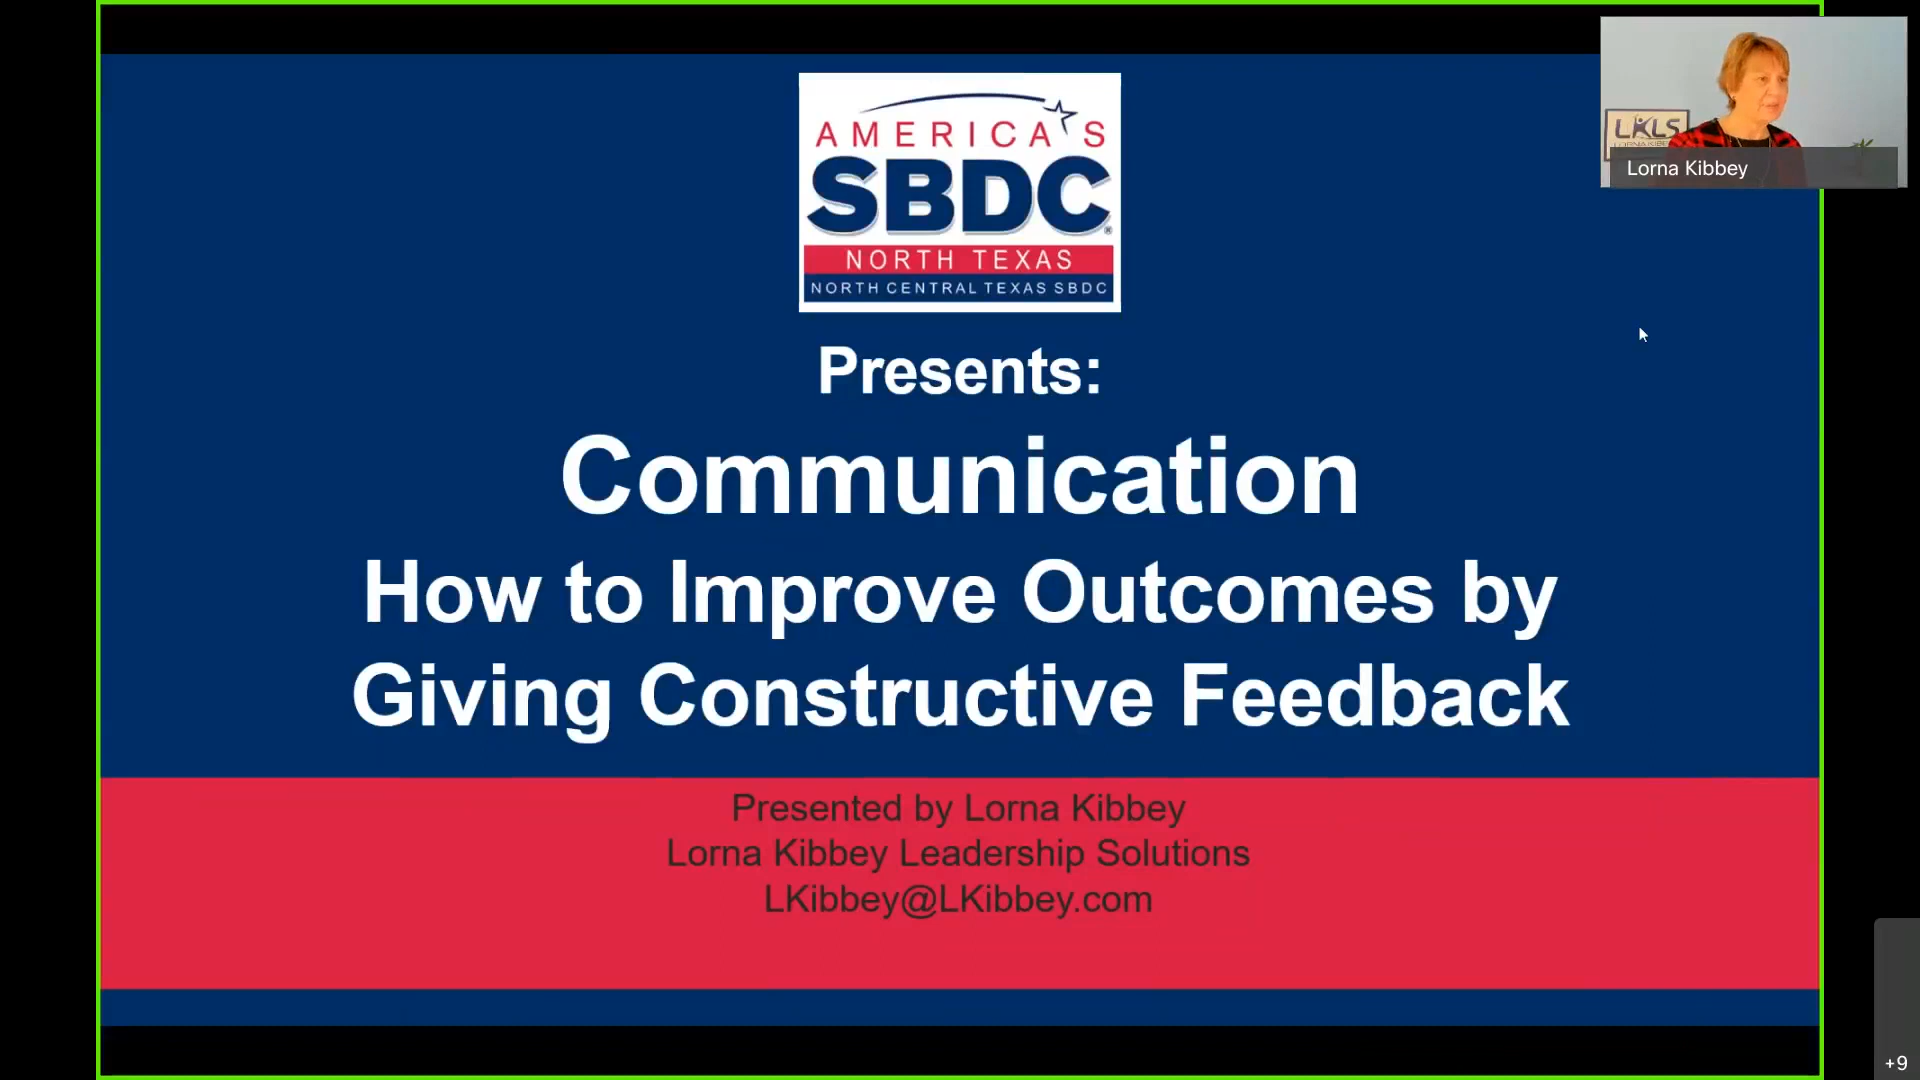 AMERICA'S
SBDC®
NORTH TEXAS
NORTH CENTRAL TEXAS SBDC
Presents:
Communication
How to Improve Outcomes by
Giving Constructive Feedback
Presented by Lorna Kibbey
Lorna Kibbey Leadership Solutions
LKibbey@LKibbey.com
LKLS
Lorna Kibbey
+9